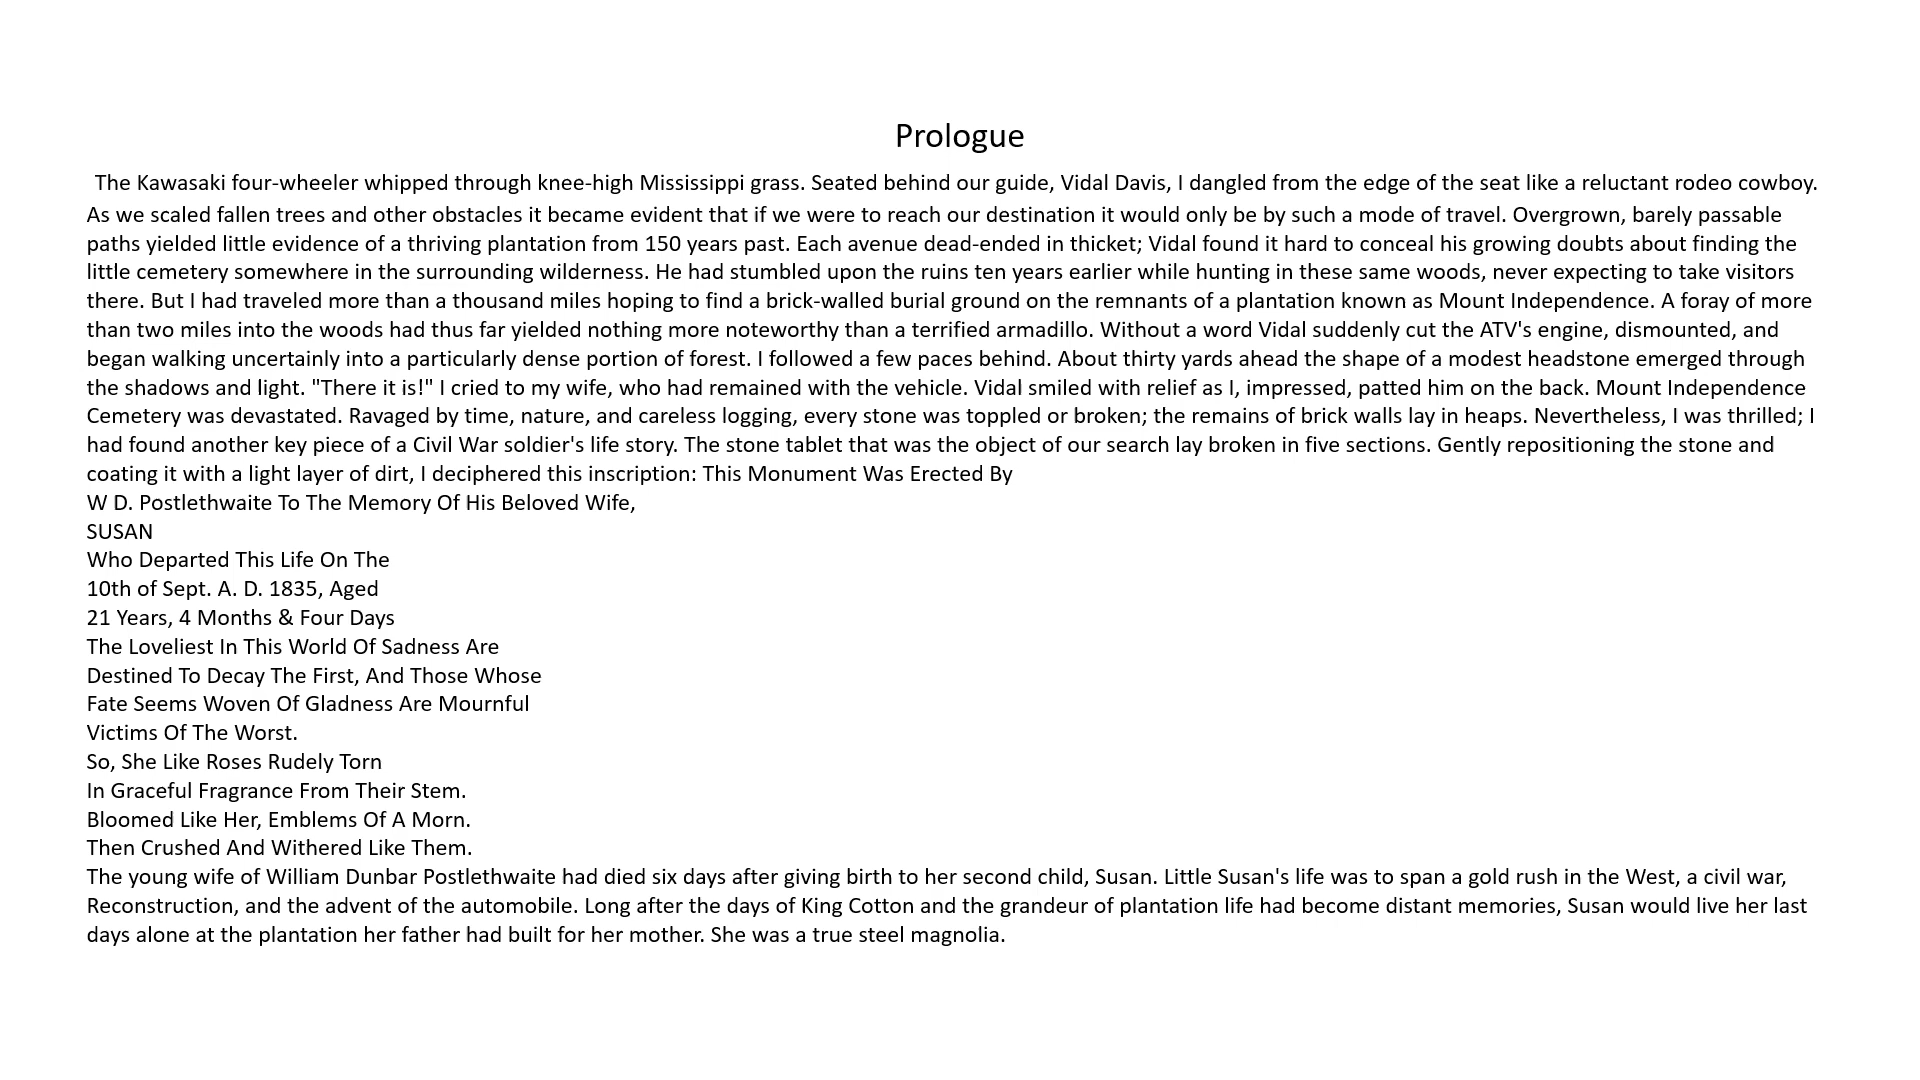 Prologue
The Kawasaki four-wheeler whipped through knee-high Mississippi grass. Seated behind our guide, Vidal Davis, I dangled from the edge of the seat like a reluctant rodeo cowboy.
As we scaled fallen trees and other obstacles it became evident that if we were to reach our destination it would only be by such a mode of travel. Overgrown, barely passable
paths yielded little evidence of a thriving plantation from 150 years past. Each avenue dead-ended in thicket; Vidal found it hard to conceal his growing doubts about finding the
little cemetery somewhere in the surrounding wilderness. He had stumbled upon the ruins ten years earlier while hunting in these same woods, never expecting to take visitors
there. But I had traveled more than a thousand miles hoping to find a brick-walled burial ground on the remnants of a plantation known as Mount Independence. A foray of more
than two miles into the woods had thus far yielded nothing more noteworthy than a terrified armadillo. Without a word Vidal suddenly cut the ATV's engine, dismounted, and
began walking uncertainly into a particularly dense portion of forest. I followed a few paces behind. About thirty yards ahead the shape of a modest headstone emerged through
the shadows and light. "There it is!" I cried to my wife, who had remained with the vehicle. Vidal smiled with relief as I, impressed, patted him on the back. Mount Independence
Cemetery was devastated. Ravaged by time, nature, and careless logging, every stone was toppled or broken; the remains of brick walls lay in heaps. Nevertheless, I was thrilled; I
had found another key piece of a Civil War soldier's life story. The stone tablet that was the object of our search lay broken in five sections. Gently repositioning the stone and
coating it with a light layer of dirt, I deciphered this inscription: This Monument Was Erected By
W D. Postlethwaite To The Memory Of His Beloved Wife,
SUSAN
Who Departed This Life On The
10th of Sept. A. D. 1835, Aged
21 Years, 4 Months & Four Days
The Loveliest In This World Of Sadness Are
Destined To Decay The First, And Those Whose
Fate Seems Woven Of Gladness Are Mournful
Victims Of The Worst.
So, She Like Roses Rudely Torn
In Graceful Fragrance From Their Stem.
Bloomed Like Her, Emblems Of A Morn.
Then Crushed And Withered Like Them.
The young wife of William Dunbar Postlethwaite had died six days after giving birth to her second child, Susan. Little Susan's life was to span a gold rush in the West, a civil war,
Reconstruction, and the advent of the automobile. Long after the days of King Cotton and the grandeur of plantation life had become distant memories, Susan would live her last
days alone at the plantation her father had built for her mother. She was a true steel magnolia.